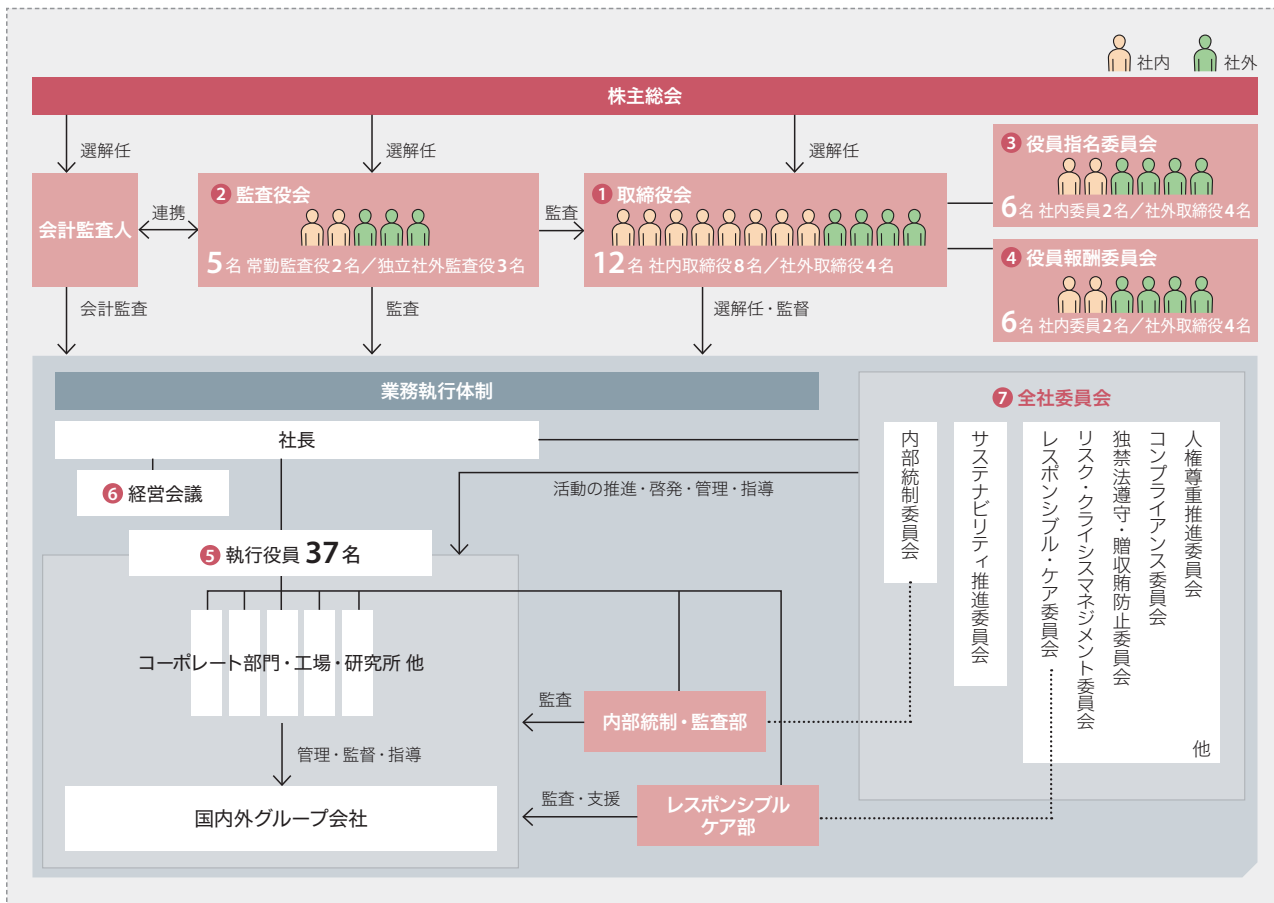 社内
社外
株主総会
選解任
選解任
選解任
会計監査人
連携
❷ 監査役会
5名 常勤監査役2名／独立社外監査役3名
監査
❶ 取締役会
12名 社内取締役8名／社外取締役4名
❸ 役員指名委員会
6名 社内委員2名／社外取締役4名
❹ 役員報酬委員会
6名 社内委員2名／社外取締役4名
会計監査
監査
選解任・監督
業務執行体制
社長
❻ 経営会議
活動の推進・啓発・管理・指導
❺ 執行役員 37名
コーポレート部門・工場・研究所 他
管理・監督・指導
国内外グループ会社
監査
内部統制・監査部
監査・支援
レスポンシブル
ケア部
❼ 全社委員会
内部統制委員会
サステナビリティ推進委員会
レスポンシブル・ケア委員会
リスク・クライシスマネジメント委員会
独禁法遵守・贈収賄防止委員会
コンプライアンス委員会
人権尊重推進委員会
他